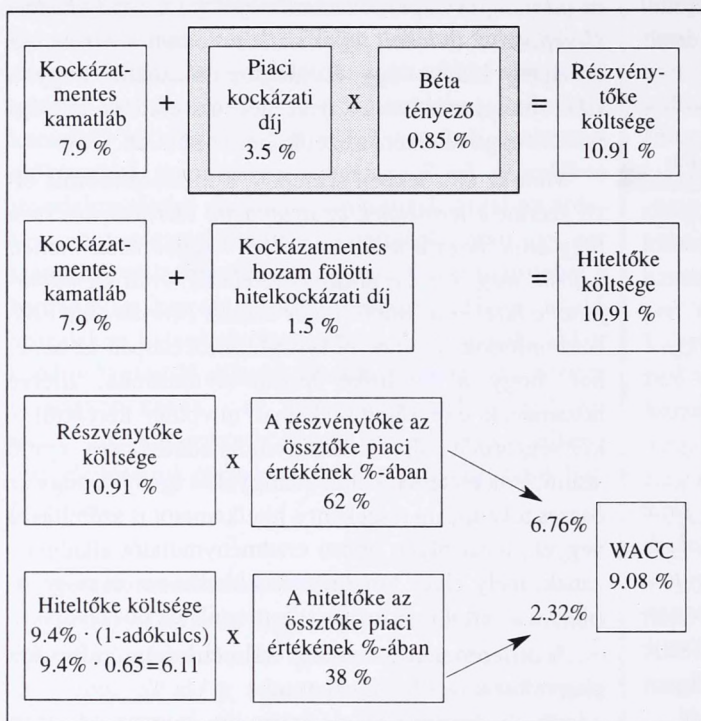 Kockázat-
mentes
kamatláb
7.9 %
+
Piaci
kockázati
díj
3.5 %
x
Béta
tényező
0.85 %
=
Részvény-
tőke
költsége
10.91 %
Kockázat-
mentes
kamatláb
7.9 %
+
Kockázatmentes
hozam fölötti
hitelkockázati díj
1.5 %
=
Hiteltőke
költsége
10.91 %
Részvénytőke
költsége
10.91 %
x
A részvénytőke az
össztőke piaci
értékének %-ában
62 %
6.76%
WACC
9.08 %
2.32%
Hiteltőke költsége
9.4% · (1-adókulcs)
9.4% · 0.65=6.11
x
A hiteltőke az
össztőke piaci
értékének %-ában
38 %